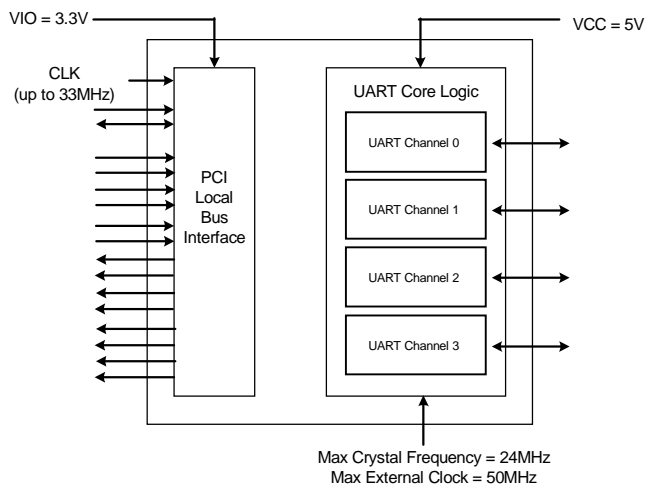 VIO = 3.3V
VCC = 5V
CLK
(up to 33MHz)
PCI
Local
Bus
Interface
UART Core Logic
UART Channel 0
UART Channel 1
UART Channel 2
UART Channel 3
Max Crystal Frequency = 24MHz
Max External Clock = 50MHz